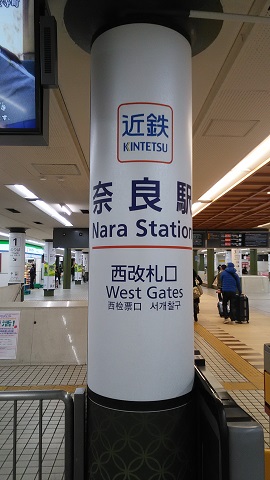 近鉄
KINTETSU
奈良駅
Nara Station
西改札口
West Gates
西检票口 서개찰구
1